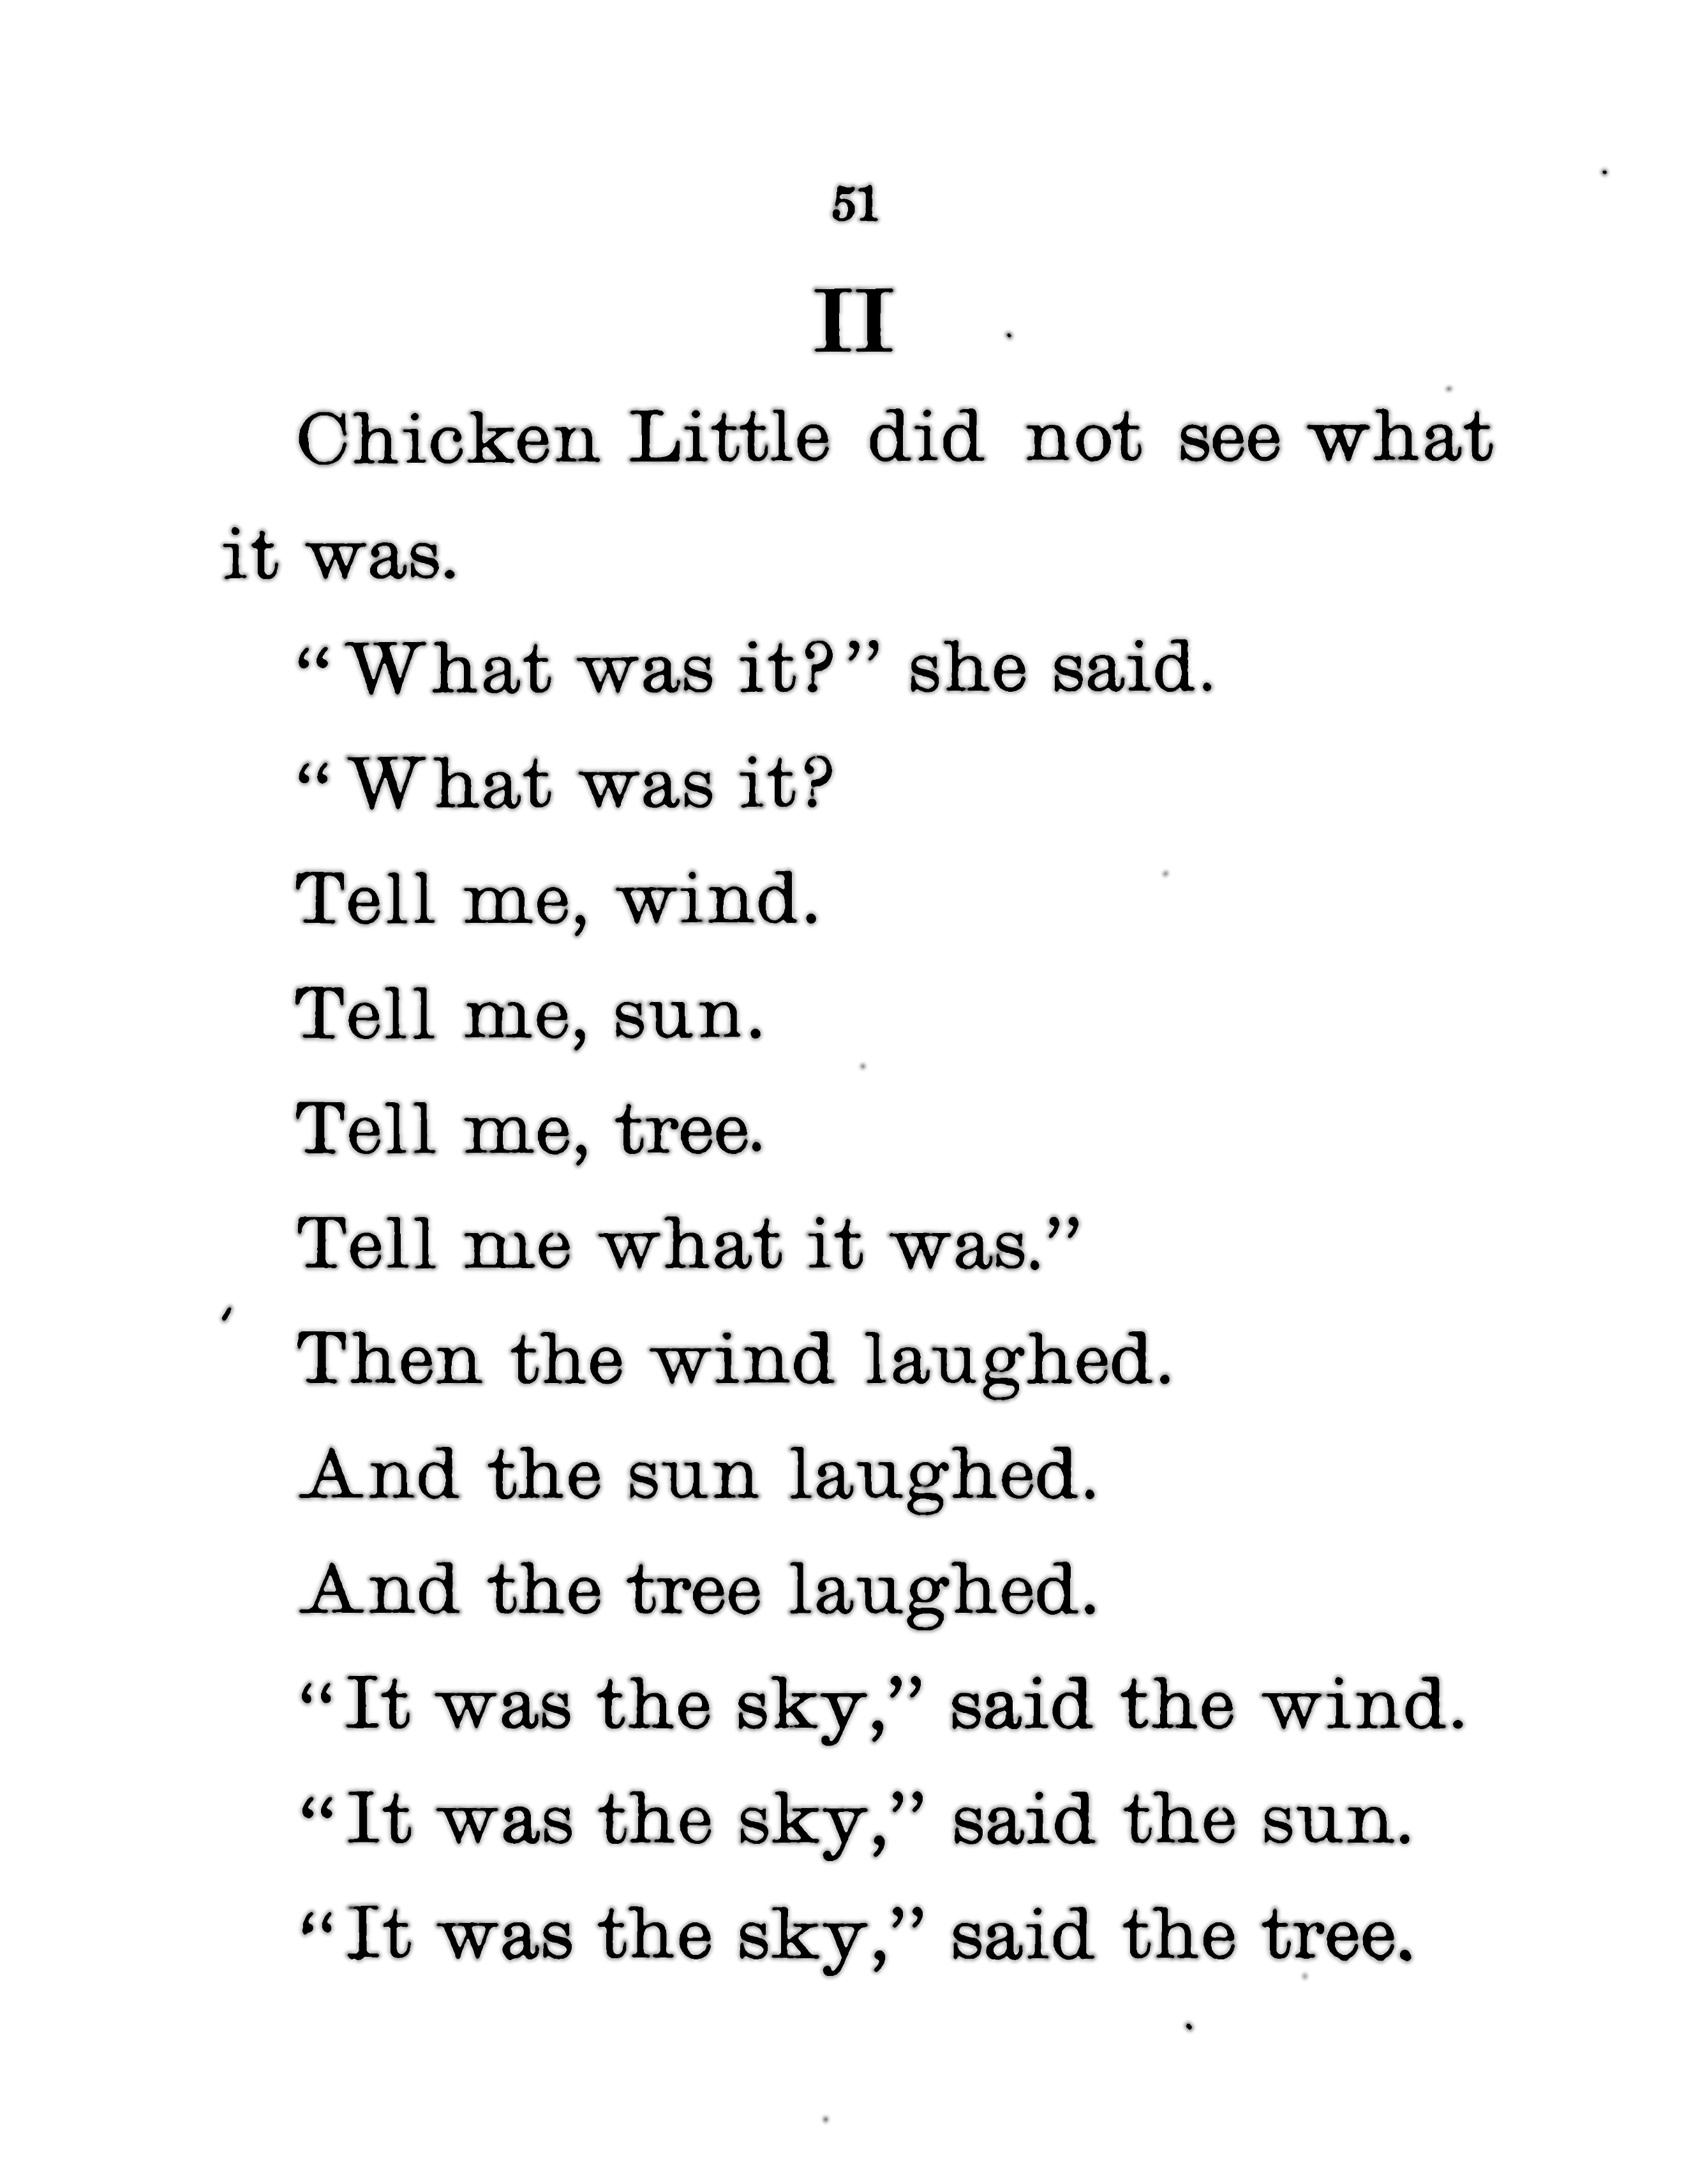 51
II
Chicken Little did not see what
it was.
“What was it?” she said.
“What was it?
Tell me, wind.
Tell me, sun.
Tell me, tree.
Tell me what it was.”
Then the wind laughed.
And the sun laughed.
And the tree laughed.
“It was the sky,” said the wind.
“It was the sky,” said the sun.
“It was the sky,” said the tree.